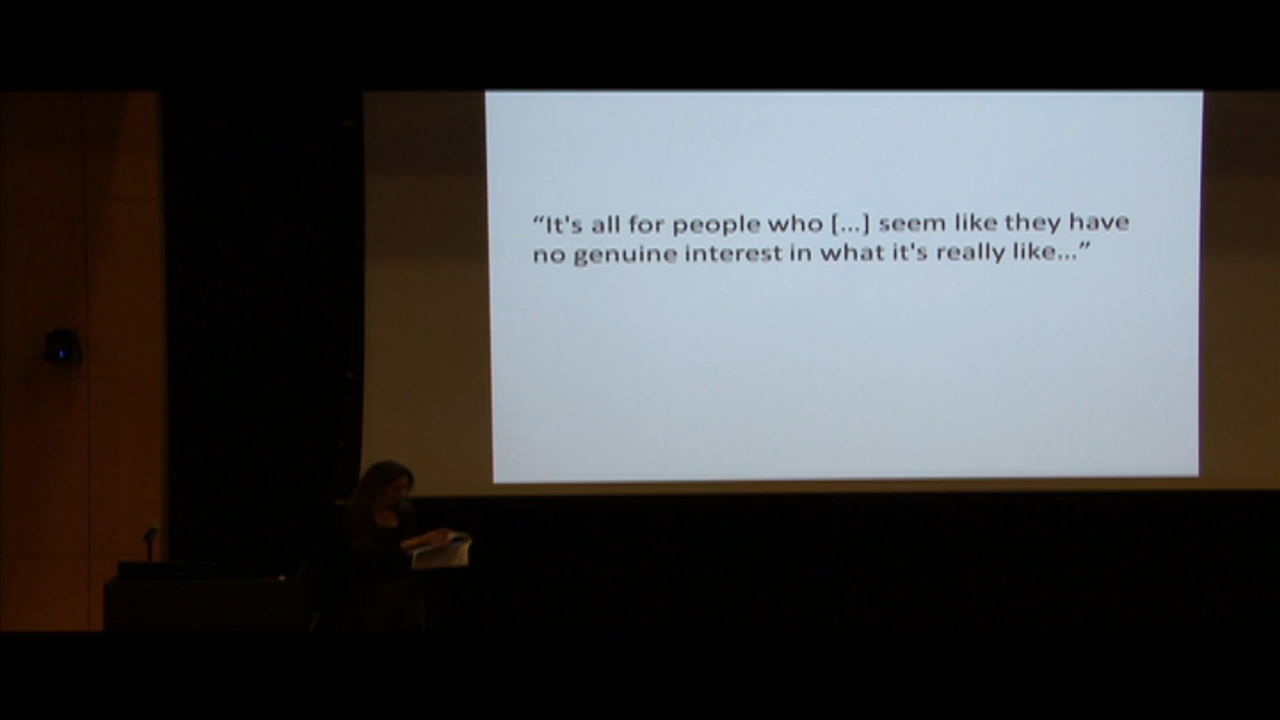 “It's all for people who [...] seem like they have
no genuine interest in what it's really like...”